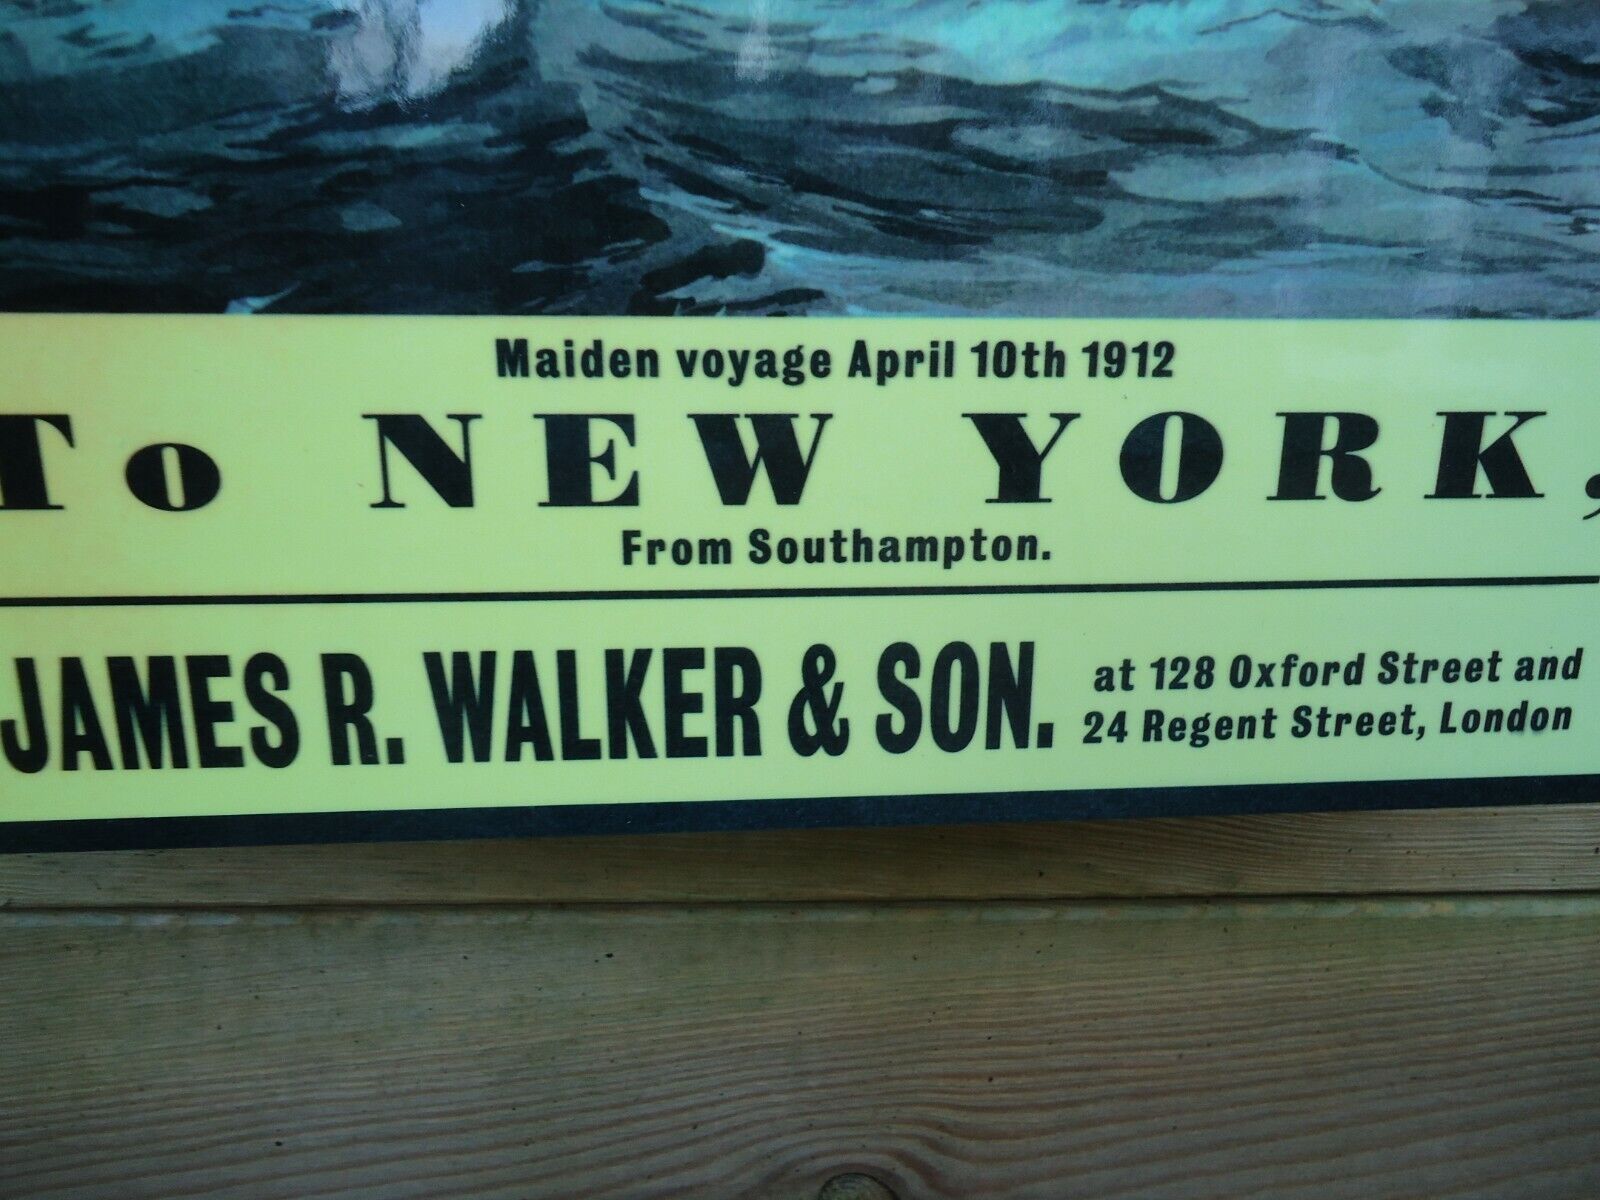 Maiden voyage April 10th 1912
To NEW YORK,
From Southampton.
JAMES R. WALKER & SON. at 128 Oxford Street and
24 Regent Street, London